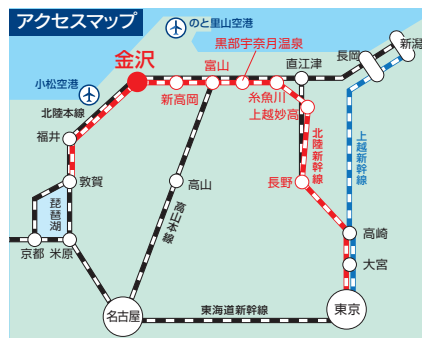 アクセスマップ
のと里山空港
黒部宇奈月温泉
新潟
長岡
金沢
富山
直江津
小松空港
新高岡
糸魚川
上越妙高
北陸本線
福井
北陸新幹線
上越新幹線
敦賀
高山
長野
琵琶湖
高山本線
高崎
京都
米原
大宮
名古屋
東海道新幹線
東京